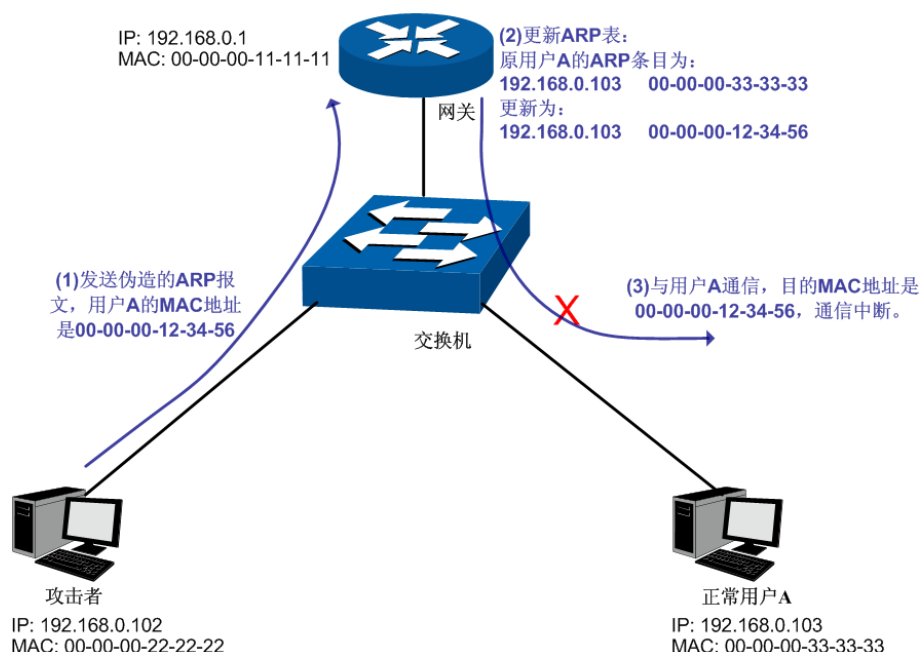 IP: 192.168.0.1
MAC: 00-00-00-11-11-11
网关
(2)更新ARP表：
原用户A的ARP条目为：
192.168.0.103 00-00-00-33-33-33
更新为：
192.168.0.103 00-00-00-12-34-56
(1)发送伪造的ARP报
文，用户A的MAC地址
是00-00-00-12-34-56
(3)与用户A通信，目的MAC地址是
00-00-00-12-34-56，通信中断。
X
交换机
攻击者
IP: 192.168.0.102
MAC: 00-00-00-22-22-22
正常用户A
IP: 192.168.0.103
MAC: 00-00-00-33-33-33